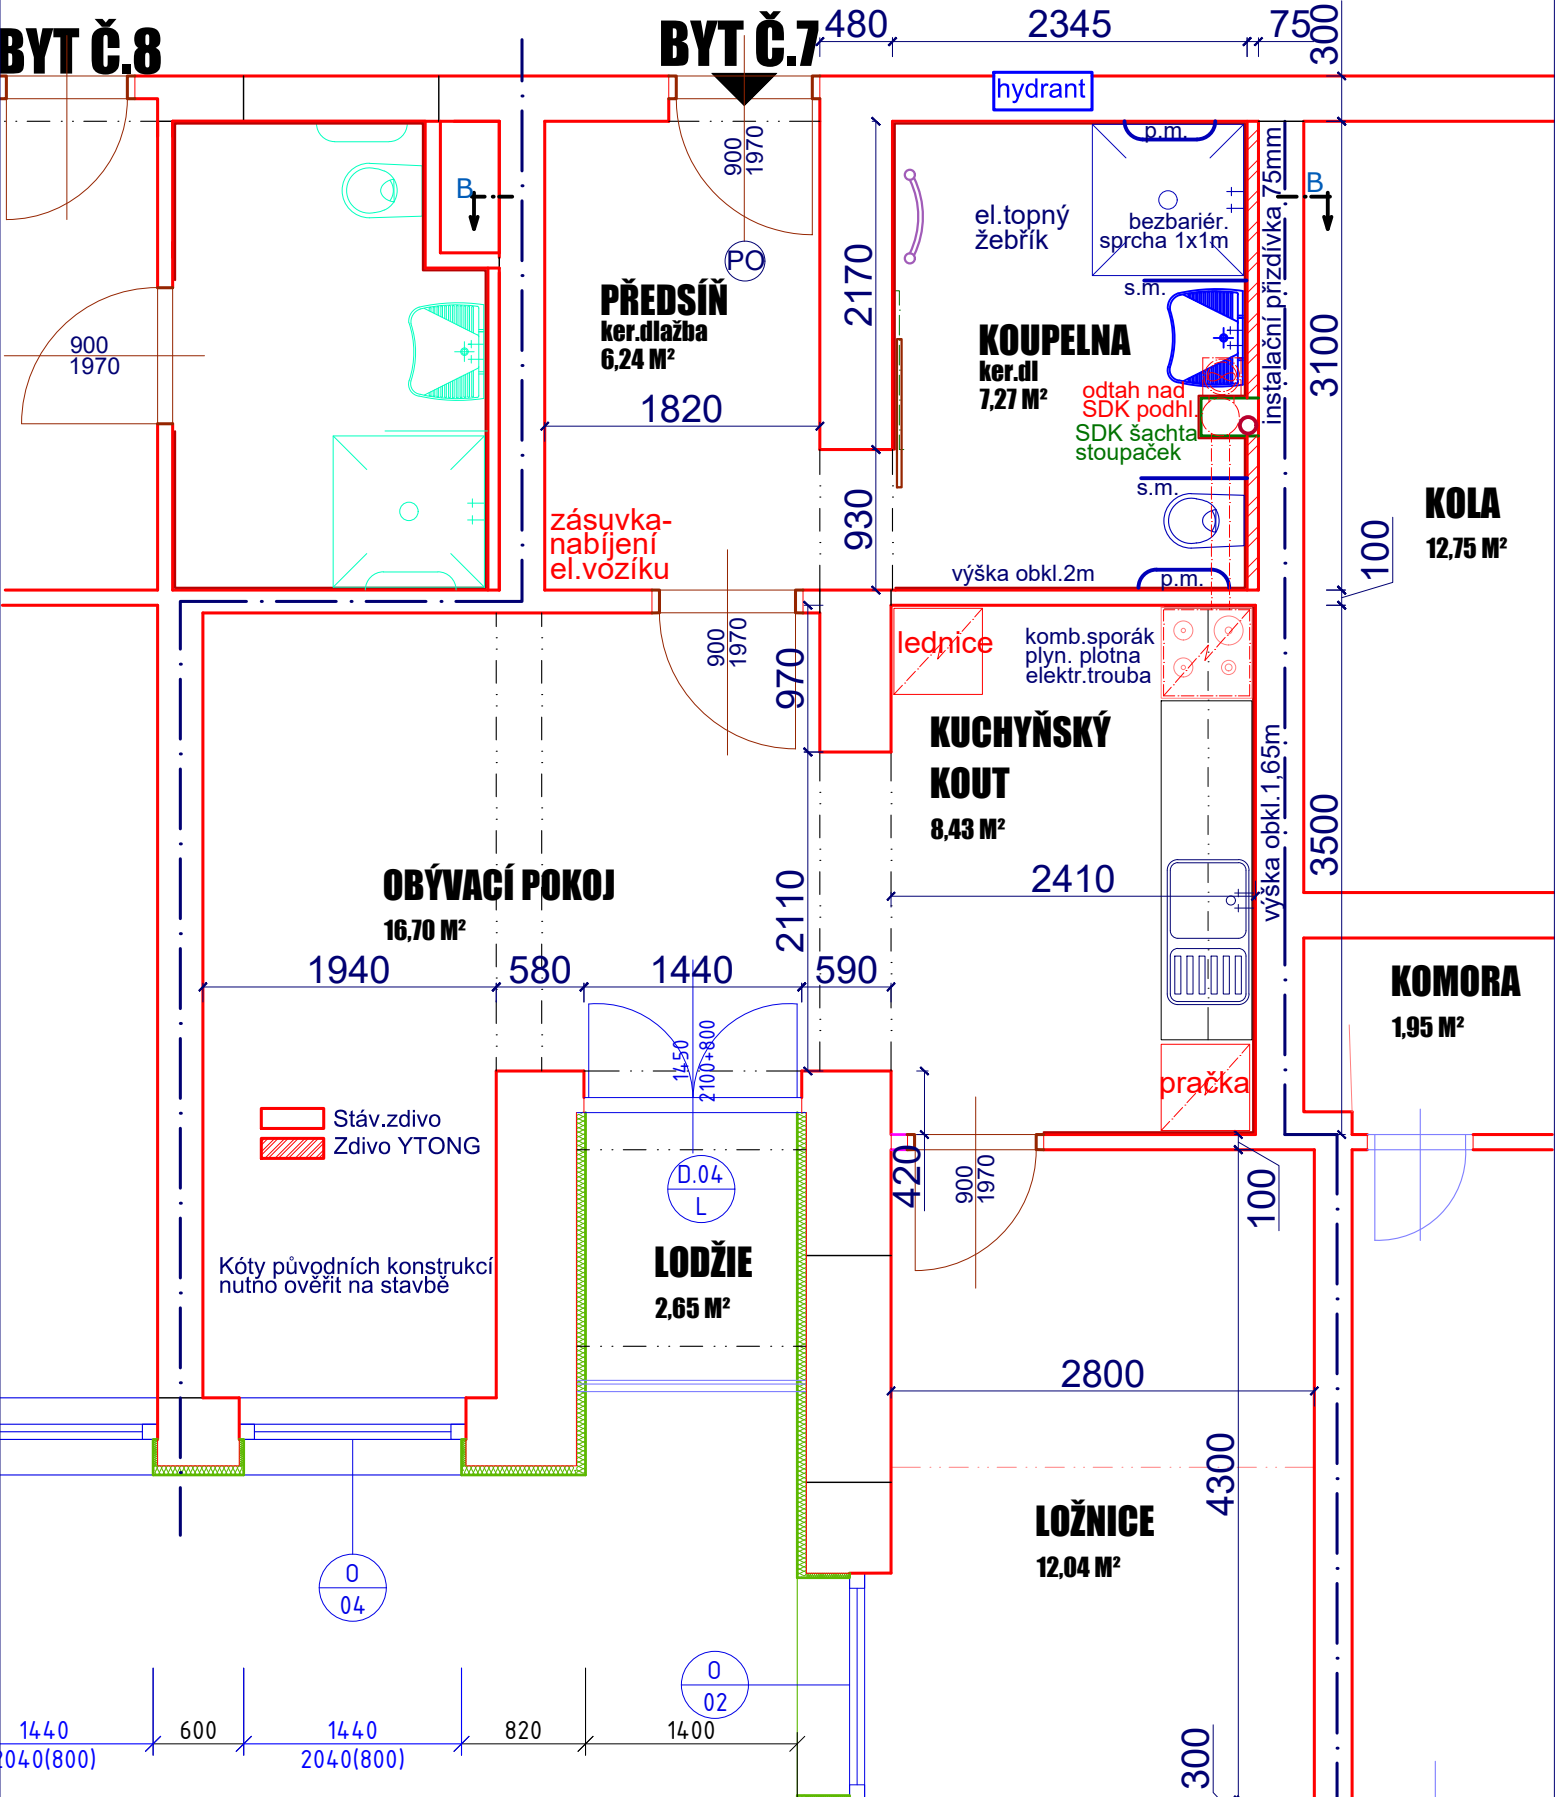 BYT Č.8
BYT Č.7
480
2345
75
300
hydrant
900
1970
PO
B
B
p.m.
el.topný
žebřík
bezbariér.
sprcha 1x1m
s.m.
instalační přizdívka 75mm
PŘEDSÍŇ
ker.dlažba
6,24 M²
1820
2170
930
KOUPELNA
ker.dl
7,27 M²
odtah nad
SDK podhl.
SDK šachta
stoupaček
s.m.
výška obkl.2m
p.m.
3100
900
1970
zásuvka-
nabíjení
el.vozíku
KOLA
12,75 M²
100
900
1970
970
lednice
komb.sporák
plyn. plotna
elektr.trouba
KUCHYŇSKÝ
KOUT
8,43 M²
výška obkl.1,65m
3500
2410
2110
OBÝVACÍ POKOJ
16,70 M²
1940
580
1440
590
1450
2100+800
KOMORA
1,95 M²
pračka
Stáv.zdivo
Zdivo YTONG
D.04
L
420
900
1970
100
LODŽIE
2,65 M²
Kóty původních konstrukcí
nutno ověřit na stavbě
2800
4300
LOŽNICE
12,04 M²
O
04
O
02
1440
2040(800)
600
1440
2040(800)
820
1400
300